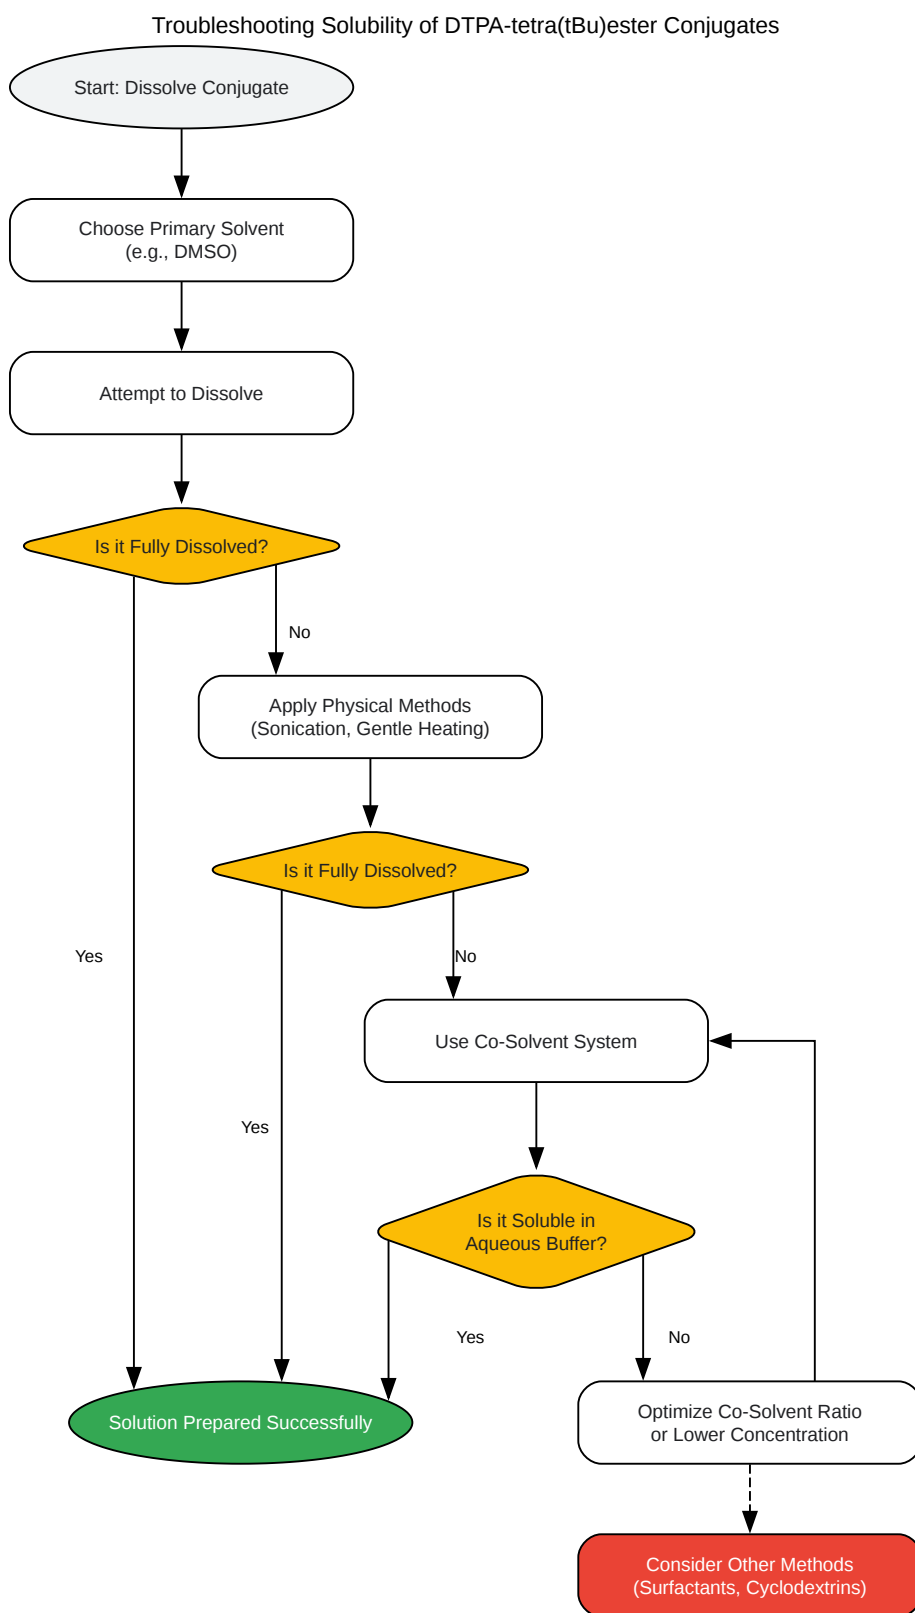 Troubleshooting Solubility of DTPA-tetra(tBu)ester Conjugates
Start: Dissolve Conjugate
Choose Primary Solvent
(e.g., DMSO)
Attempt to Dissolve
Is it Fully Dissolved?
No
Apply Physical Methods
(Sonication, Gentle Heating)
Is it Fully Dissolved?
Yes
No
Use Co-Solvent System
Yes
Is it Soluble in
Aqueous Buffer?
Yes
No
Solution Prepared Successfully
Optimize Co-Solvent Ratio
or Lower Concentration
Consider Other Methods
(Surfactants, Cyclodextrins)